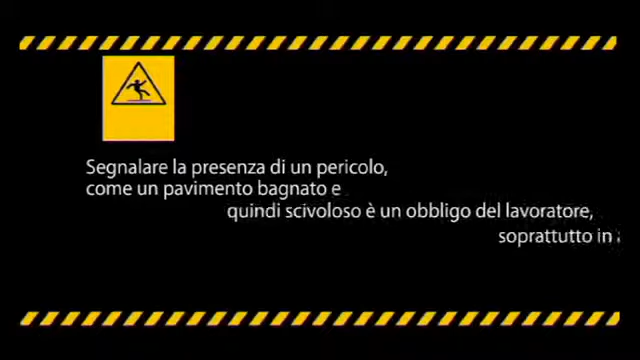 Segnalare la presenza di un pericolo,
come un pavimento bagnato e
quindi scivoloso è un obbligo del lavoratore,
soprattutto in